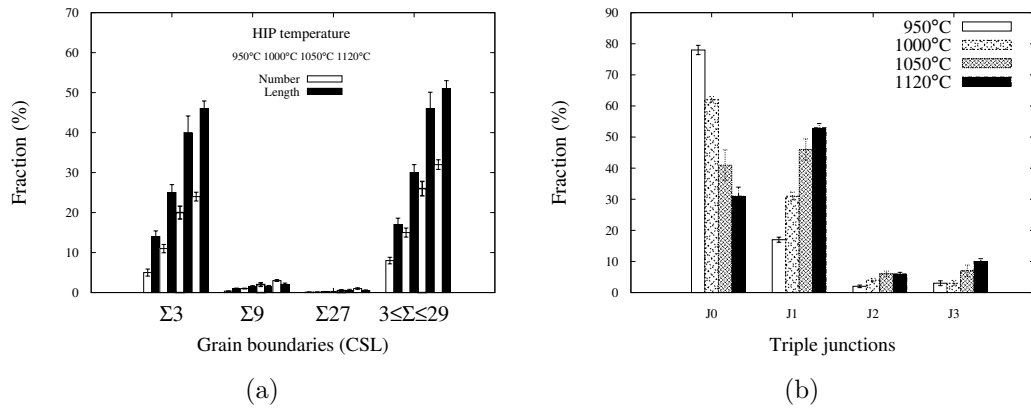 70
60
50
40
30
20
10
0
Fraction (%)
HIP temperature
950°C 1000°C 1050°C 1120°C
Number
Length
Σ3 Σ9 Σ27 3≤Σ≤29
Grain boundaries (CSL)
(a)
90
80
70
60
50
40
30
20
10
0
Fraction (%)
950°C
1000°C
1050°C
1120°C
J0 J1 J2 J3
Triple junctions
(b)